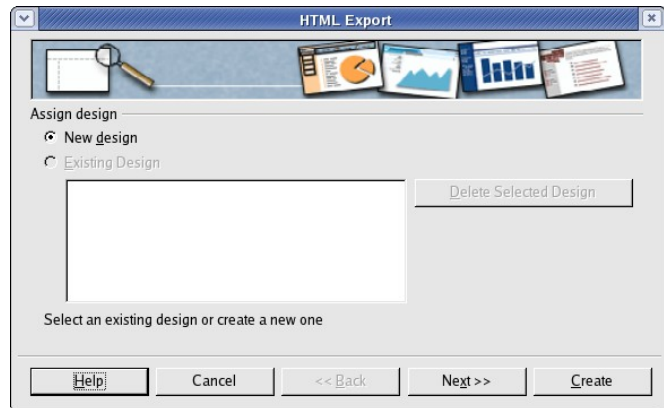 HTML Export
Assign design
New design
Existing Design
Delete Selected Design
Select an existing design or create a new one
Help
Cancel
<< Back
Next >>
Create